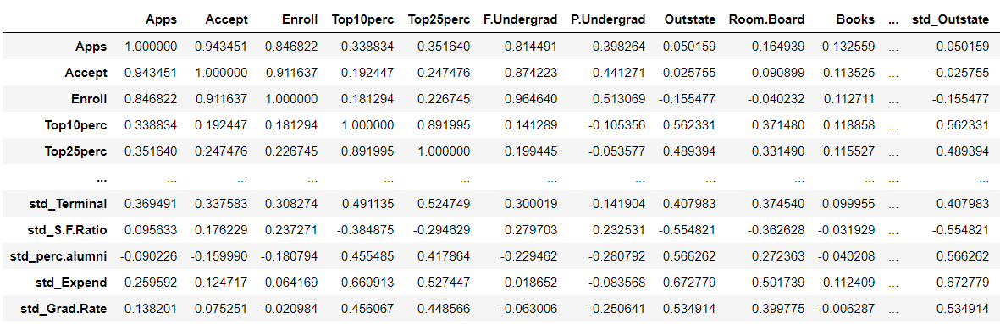 Apps Accept Enroll Top10perc Top25perc F.Undergrad P.Undergrad Outstate Room.Board Books ... std_Outstate
Apps 1.000000 0.943451 0.846822 0.338834 0.351640 0.814491 0.398264 0.050159 0.164939 0.132559 ... 0.050159
Accept 0.943451 1.000000 0.911637 0.192447 0.247476 0.874223 0.441271 -0.025755 0.090899 0.113525 ... -0.025755
Enroll 0.846822 0.911637 1.000000 0.181294 0.226745 0.964640 0.513069 -0.155477 -0.040232 0.112711 ... -0.155477
Top10perc 0.338834 0.192447 0.181294 1.000000 0.891995 0.141289 -0.105356 0.562331 0.371480 0.118858 ... 0.562331
Top25perc 0.351640 0.247476 0.226745 0.891995 1.000000 0.199445 -0.053577 0.489394 0.331490 0.115527 ... 0.489394
... ... ... ... ... ... ... ... ... ... ... ... ...
std_Terminal 0.369491 0.337583 0.308274 0.491135 0.524749 0.300019 0.141904 0.407983 0.374540 0.099955 ... 0.407983
std_S.F.Ratio 0.095633 0.176229 0.237271 -0.384875 -0.294629 0.279703 0.232531 -0.554821 -0.362628 -0.031929 ... -0.554821
std_perc.alumni -0.090226 -0.159990 -0.180794 0.455485 0.417864 -0.229462 -0.280792 0.566262 0.272363 -0.040208 ... 0.566262
std_Expend 0.259592 0.124717 0.064169 0.660913 0.527447 0.018652 -0.083568 0.672779 0.501739 0.112409 ... 0.672779
std_Grad.Rate 0.138201 0.075251 -0.020984 0.456067 0.448566 -0.063006 -0.250641 0.534914 0.399775 -0.006287 ... 0.534914